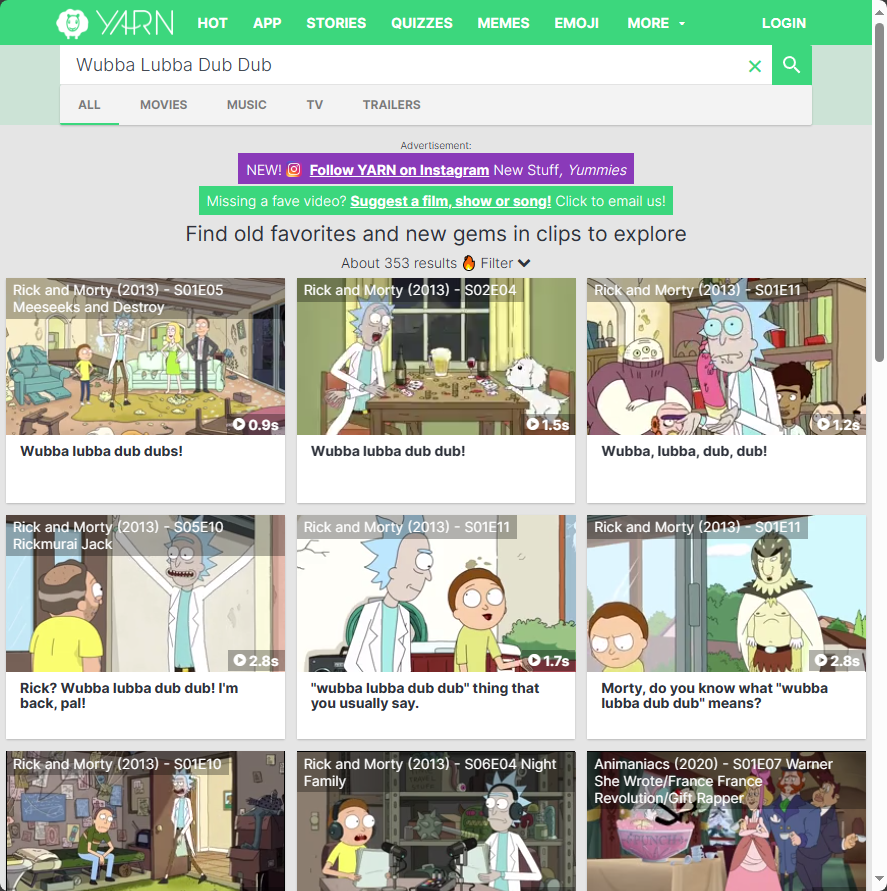 YARN HOT APP STORIES QUIZZES MEMES EMOJI MORE LOGIN
Wubba Lubba Dub Dub
ALL MOVIES MUSIC TV TRAILERS
Advertisement:
NEW! Follow YARN on Instagram New Stuff, Yummies
Missing a fave video? Suggest a film, show or song! Click to email us!
Find old favorites and new gems in clips to explore
About 353 results 🔥 Filter
Rick and Morty (2013) - S01E05
Meeseeks and Destroy
0.9s
Wubba lubba dub dubs!
Rick and Morty (2013) - S02E04
1.5s
Wubba lubba dub dub!
Rick and Morty (2013) - S01E11
1.2s
Wubba, lubba, dub, dub!
Rick and Morty (2013) - S05E10
Rickmurai Jack
2.8s
Rick? Wubba lubba dub dub! I'm
back, pal!
Rick and Morty (2013) - S01E11
1.7s
"wubba lubba dub dub" thing that
you usually say.
Rick and Morty (2013) - S01E11
2.8s
Morty, do you know what "wubba
lubba dub dub" means?
Rick and Morty (2013) - S01E10
Rick and Morty (2013) - S06E04 Night
Family
Animaniacs (2020) - S01E07 Warner
She Wrote/France France
Revolution/Gift Rapper
PUNCH